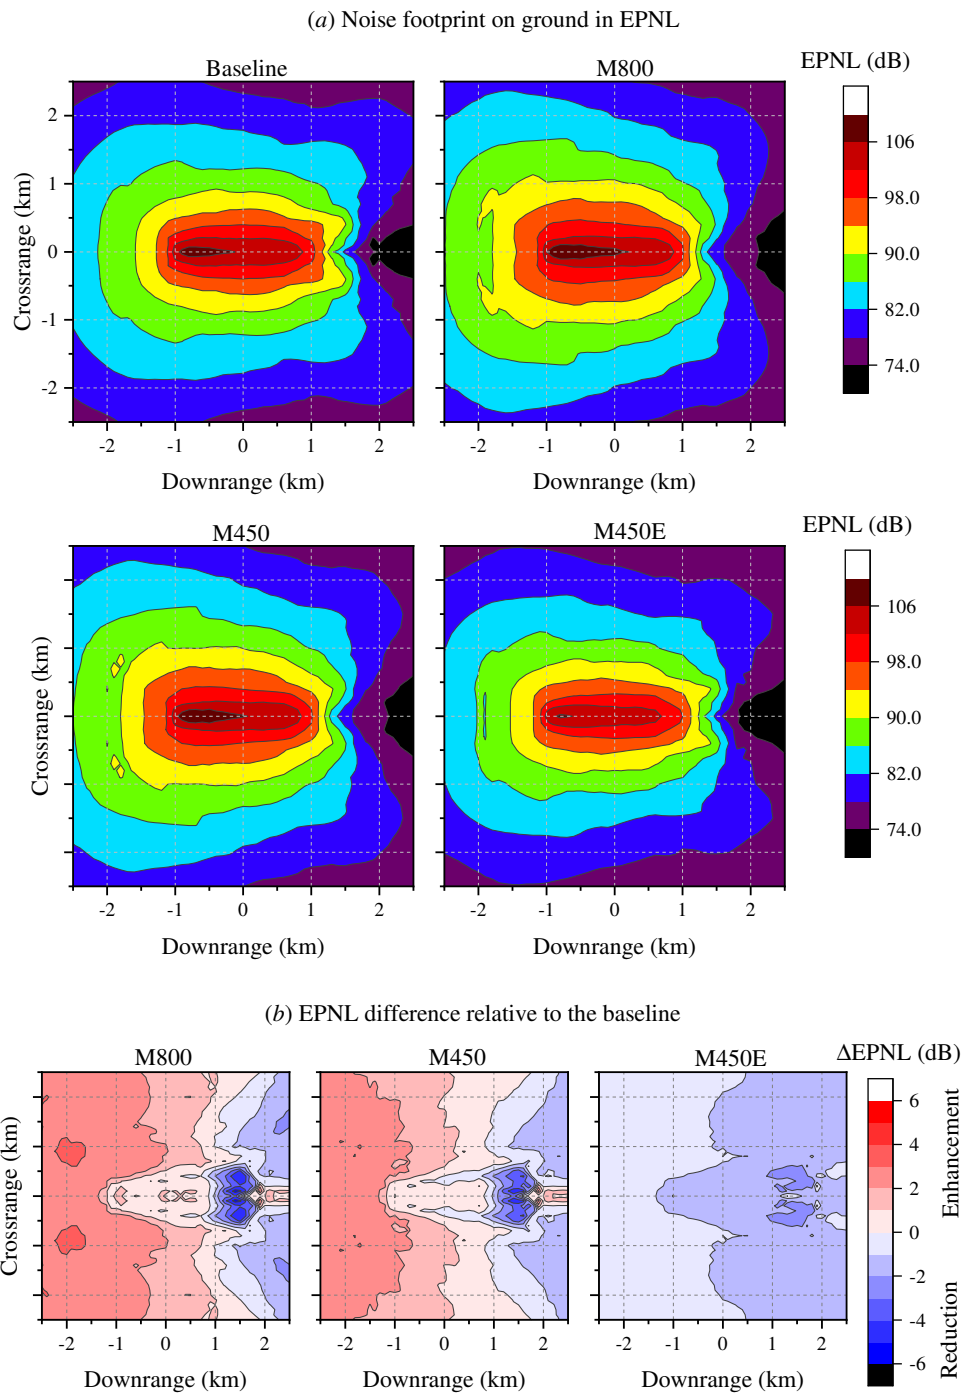 (a) Noise footprint on ground in EPNL
Baseline
M800
EPNL (dB)
Crossrange (km)
2
1
0
-1
-2
106
98.0
90.0
82.0
74.0
-2 -1 0 1 2
-2 -1 0 1 2
Downrange (km)
Downrange (km)
M450
M450E
EPNL (dB)
Crossrange (km)
106
98.0
90.0
82.0
74.0
-2 -1 0 1 2
-2 -1 0 1 2
Downrange (km)
Downrange (km)
(b) EPNL difference relative to the baseline
M800
M450
M450E
ΔEPNL (dB)
Crossrange (km)
6
4
2
0
-2
-4
-6
Enhancement
Reduction
-2 -1 0 1 2
-2 -1 0 1 2
-2 -1 0 1 2
Downrange (km)
Downrange (km)
Downrange (km)